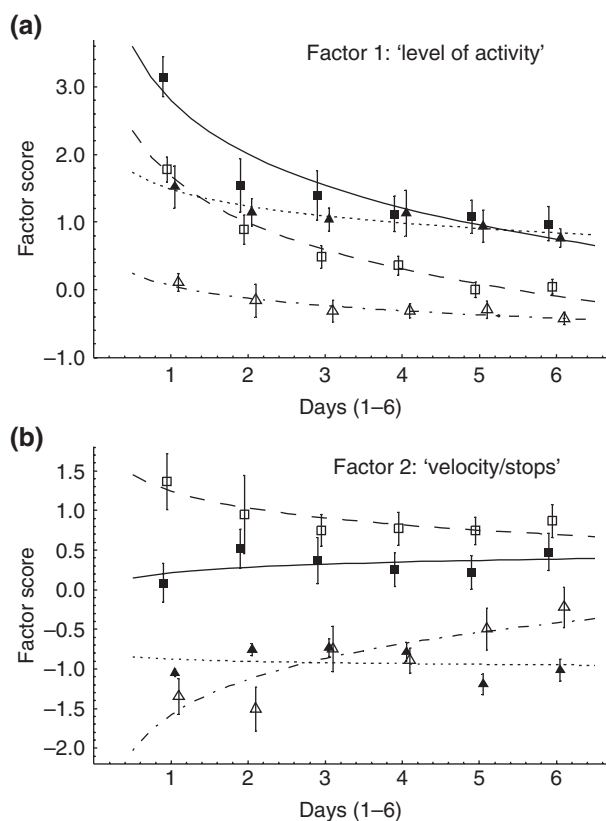 (a)
Factor 1: ‘level of activity’
Factor score
3.0
2.0
1.0
0.0
–1.0
1 2 3 4 5 6
Days (1–6)
(b)
Factor 2: ‘velocity/stops’
Factor score
1.5
1.0
0.5
0.0
–0.5
–1.0
–1.5
–2.0
1 2 3 4 5 6
Days (1–6)